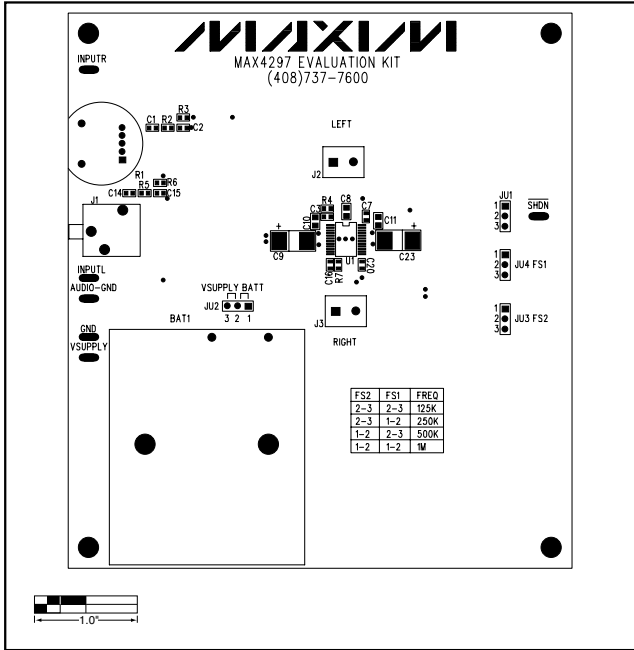 MAXIM
MAX4297 EVALUATION KIT
(408)737-7600
INPUTR
R3
C1 R2 C2
LEFT
J2
R1 R6
C14 R5 C15
J1
R4 C8
C3 C7
C10 C11
JU1
1
2
3
SHDN
+ +
C9 U1 C23
C16 R7 C20
1
2
3
JU4 FS1
INPUTL
AUDIO-GND
VSUPPLY BATT
JU2
3 2 1
BAT1
J3
RIGHT
1
2
3
JU3 FS2
GND
VSUPPLY
FS2 FS1 FREQ
2-3 2-3 125K
2-3 1-2 250K
1-2 2-3 500K
1-2 1-2 1M
1.0"